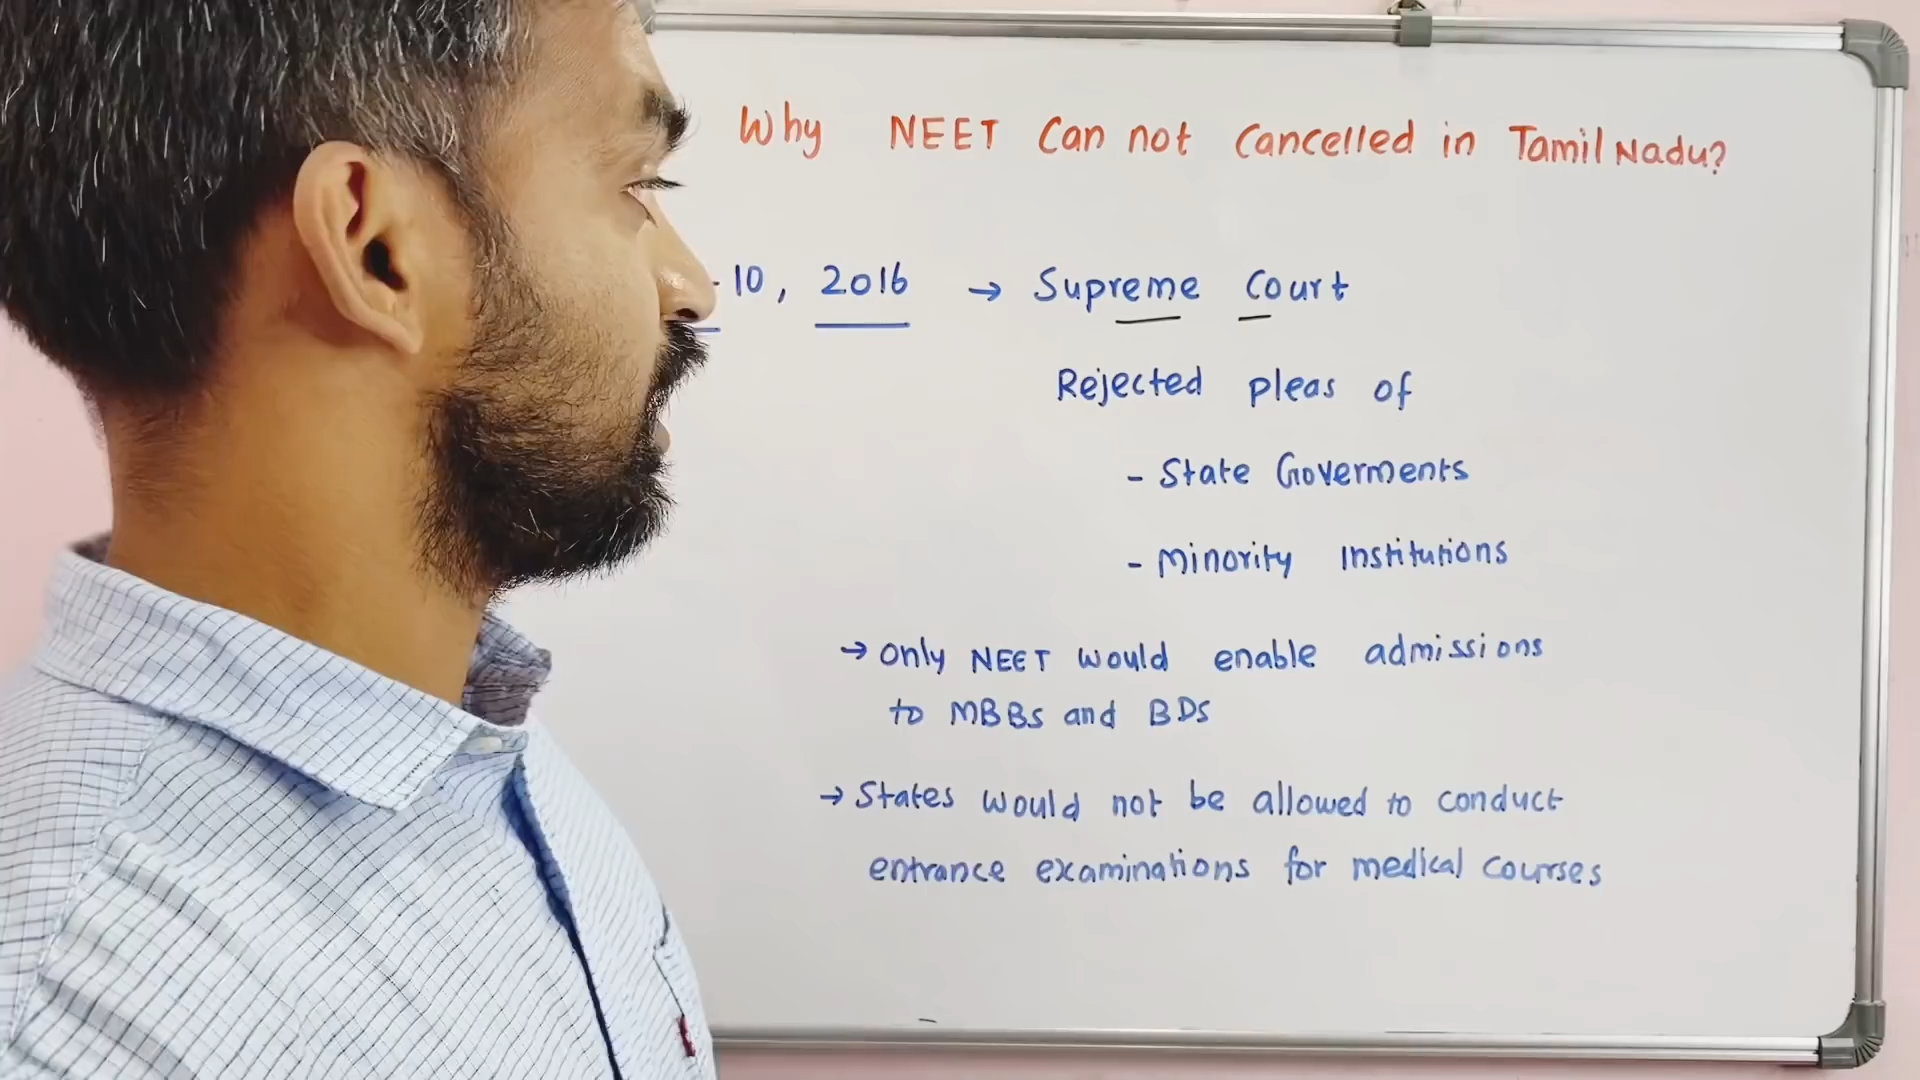 Why NEET Can not Cancelled in Tamil Nadu?
-10, 2016 → Supreme Court
Rejected pleas of
- State Goverments
- Minority Institutions
→ only NEET would enable admissions
to MBBS and BDS
→ States would not be allowed to conduct
entrance examinations for medical courses